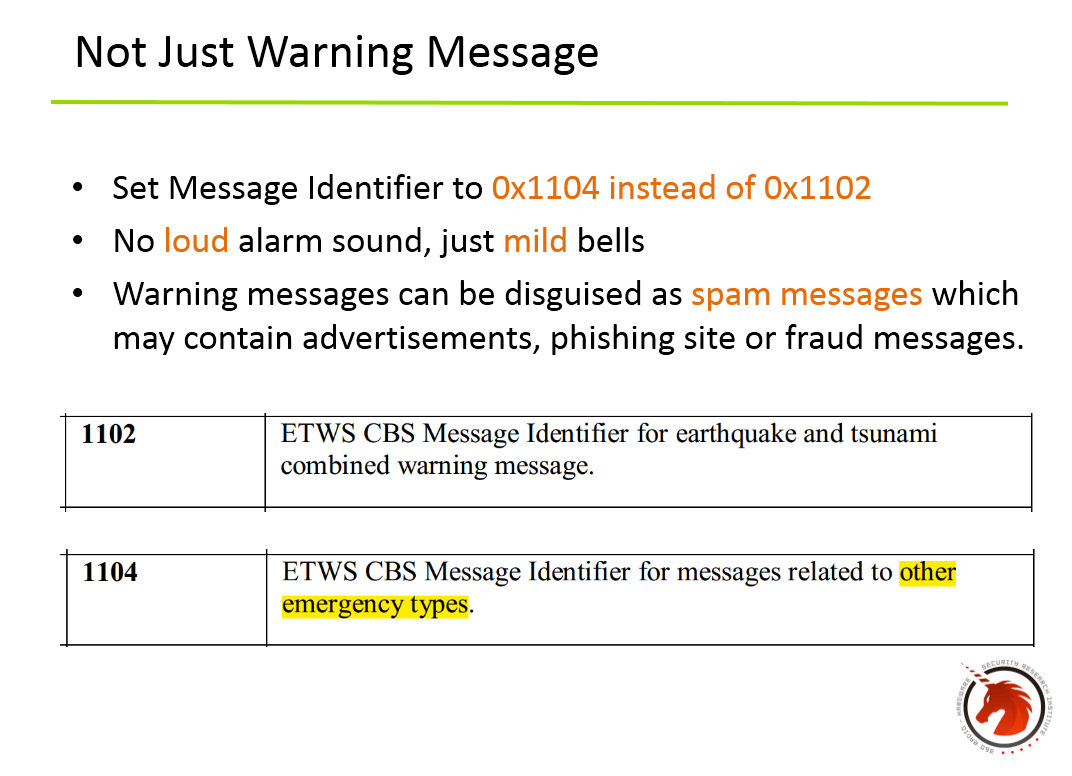 Not Just Warning Message
• Set Message Identifier to 0x1104 instead of 0x1102
• No loud alarm sound, just mild bells
• Warning messages can be disguised as spam messages which
may contain advertisements, phishing site or fraud messages.
1102 ETWS CBS Message Identifier for earthquake and tsunami
combined warning message.
1104 ETWS CBS Message Identifier for messages related to other
emergency types.
360 RADIO - HARDWARE SECURITY RESEARCH INSTITUTE